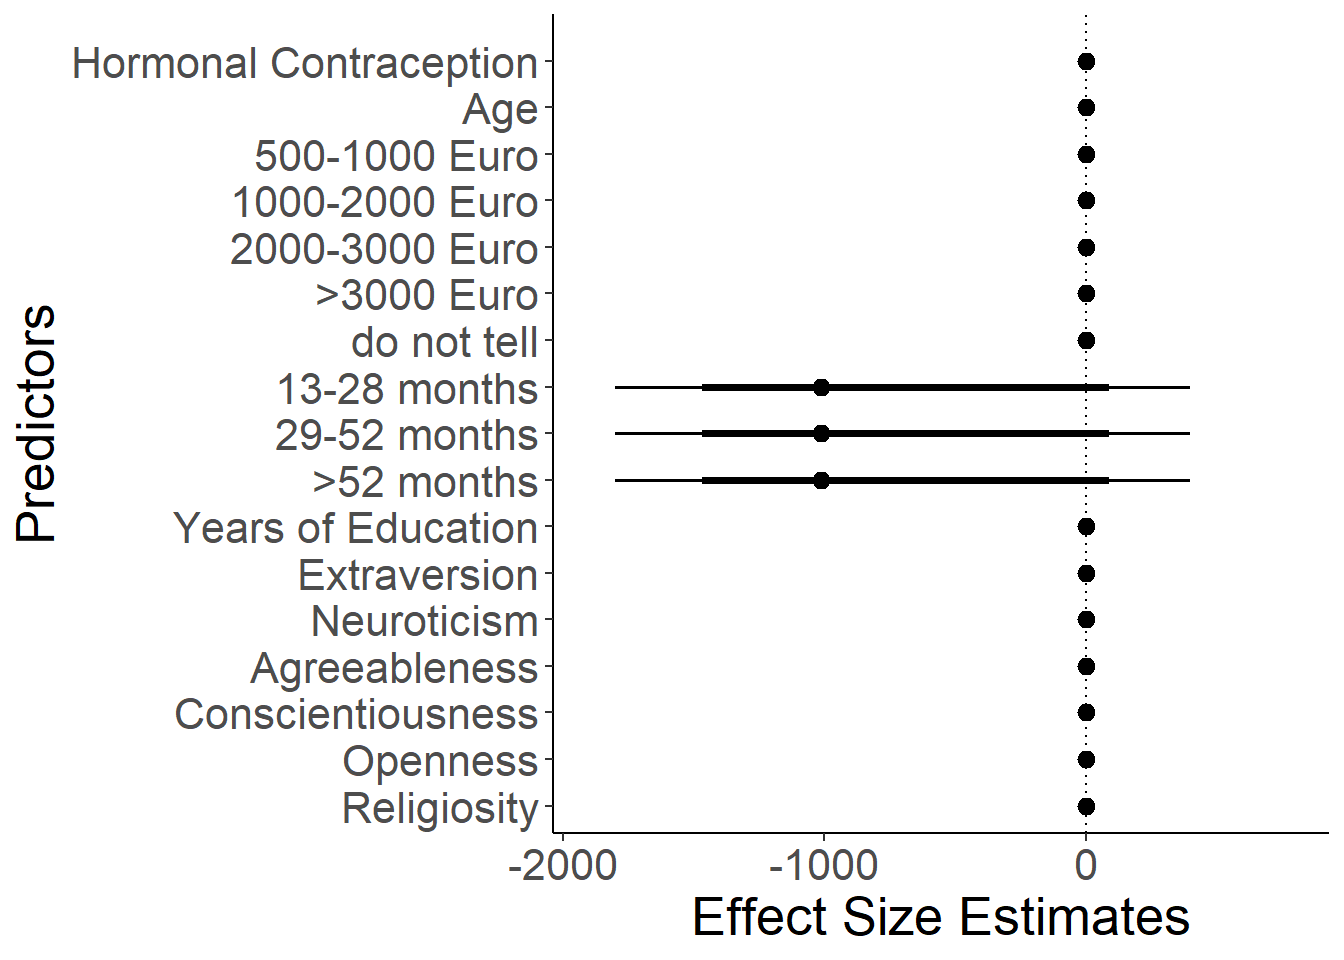 Predictors
Hormonal Contraception
Age
500-1000 Euro
1000-2000 Euro
2000-3000 Euro
>3000 Euro
do not tell
13-28 months
29-52 months
>52 months
Years of Education
Extraversion
Neuroticism
Agreeableness
Conscientiousness
Openness
Religiosity
-2000 -1000 0
Effect Size Estimates